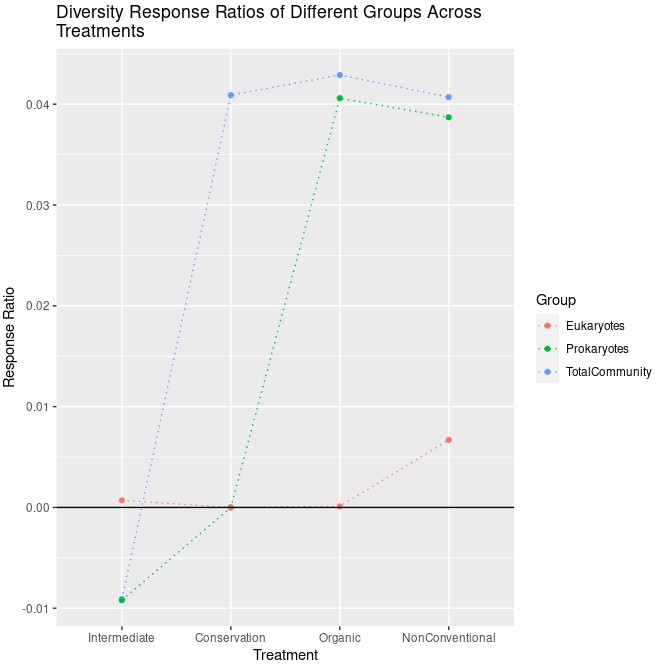 Diversity Response Ratios of Different Groups Across
Treatments
Response Ratio
0.04
0.03
0.02
0.01
0.00
-0.01
Intermediate Conservation Organic NonConventional
Treatment
Group
Eukaryotes
Prokaryotes
TotalCommunity